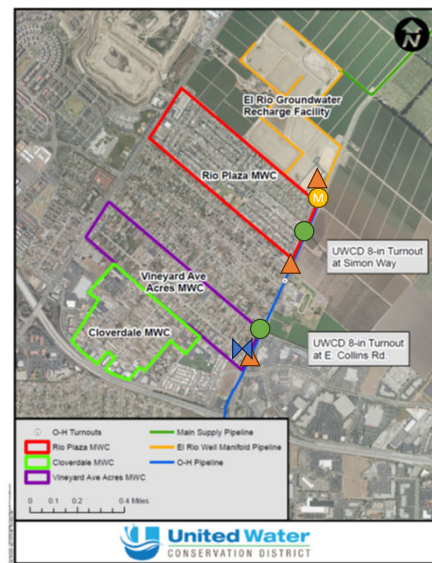 N
El Rio Groundwater
Recharge Facility
Rio Plaza MWC
M
UWCD 8-in Turnout
at Simon Way
Vineyard Ave
Acres MWC
Cloverdale MWC
UWCD 8-in Turnout
at E. Collins Rd.
O-H Turnouts
Main Supply Pipeline
Rio Plaza MWC
El Rio Well Manifold Pipeline
Cloverdale MWC
O-H Pipeline
Vineyard Ave Acres MWC
0 0.1 0.2 0.4 Miles
United Water
CONSERVATION DISTRICT